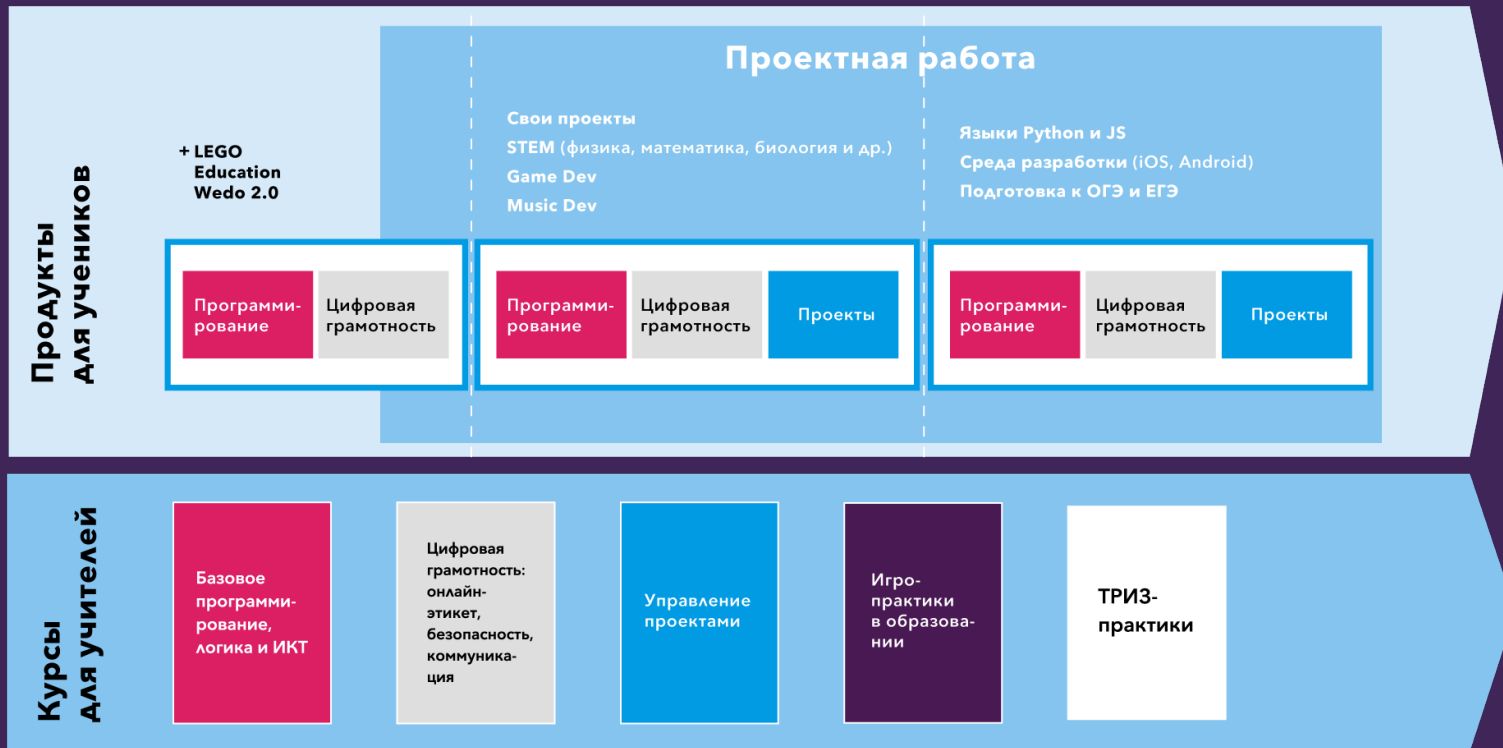 Продукты
для учеников
Проектная работа
+ LEGO
Education
Wedo 2.0
Свои проекты
STEM (физика, математика, биология и др.)
Game Dev
Music Dev
Языки Python и JS
Среда разработки (iOS, Android)
Подготовка к ОГЭ и ЕГЭ
Программи-
рование
Цифровая
грамотность
Программи-
рование
Цифровая
грамотность
Проекты
Программи-
рование
Цифровая
грамотность
Проекты
Курсы
для учителей
Базовое
программи-
рование,
логика и ИКТ
Цифровая
грамотность:
онлайн-
этикет,
безопасность,
коммуника-
ция
Управление
проектами
Игро-
практики
в образова-
нии
ТРИЗ-
практики